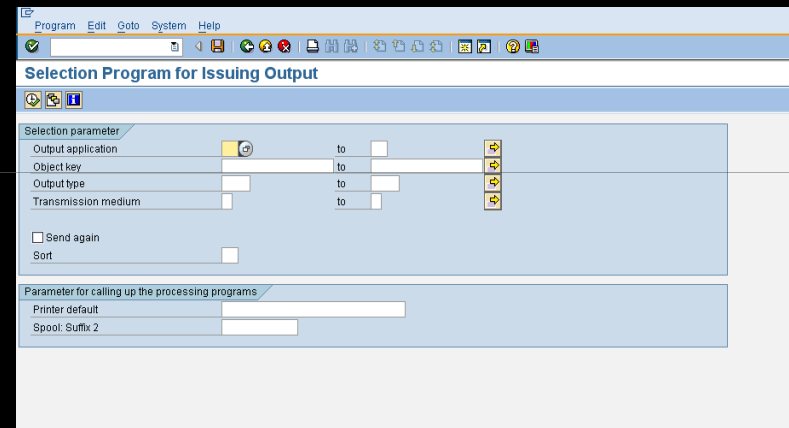 Program Edit Goto System Help
Selection Program for Issuing Output
Selection parameter
Output application to
Object key to
Output type to
Transmission medium to
Send again
Sort
Parameter for calling up the processing programs
Printer default
Spool: Suffix 2